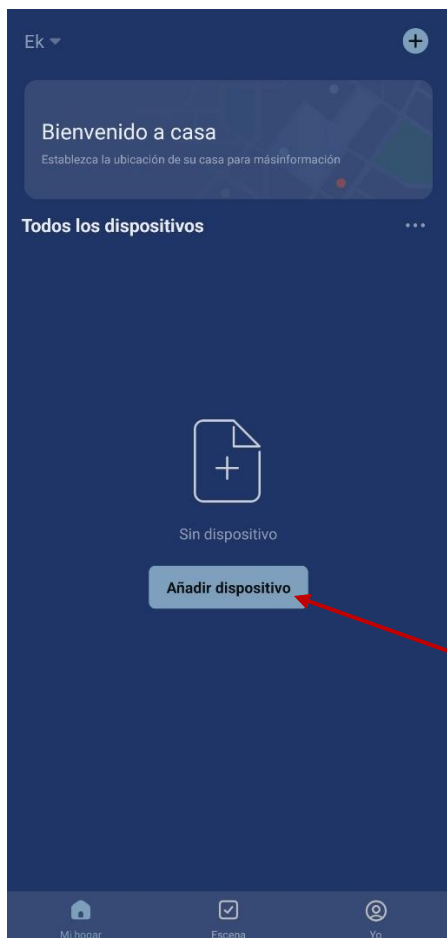 Ek
Bienvenido a casa
Establezca la ubicación de su casa para másinformación
Todos los dispositivos
Sin dispositivo
Añadir dispositivo
Mi hogar
Escena
Yo